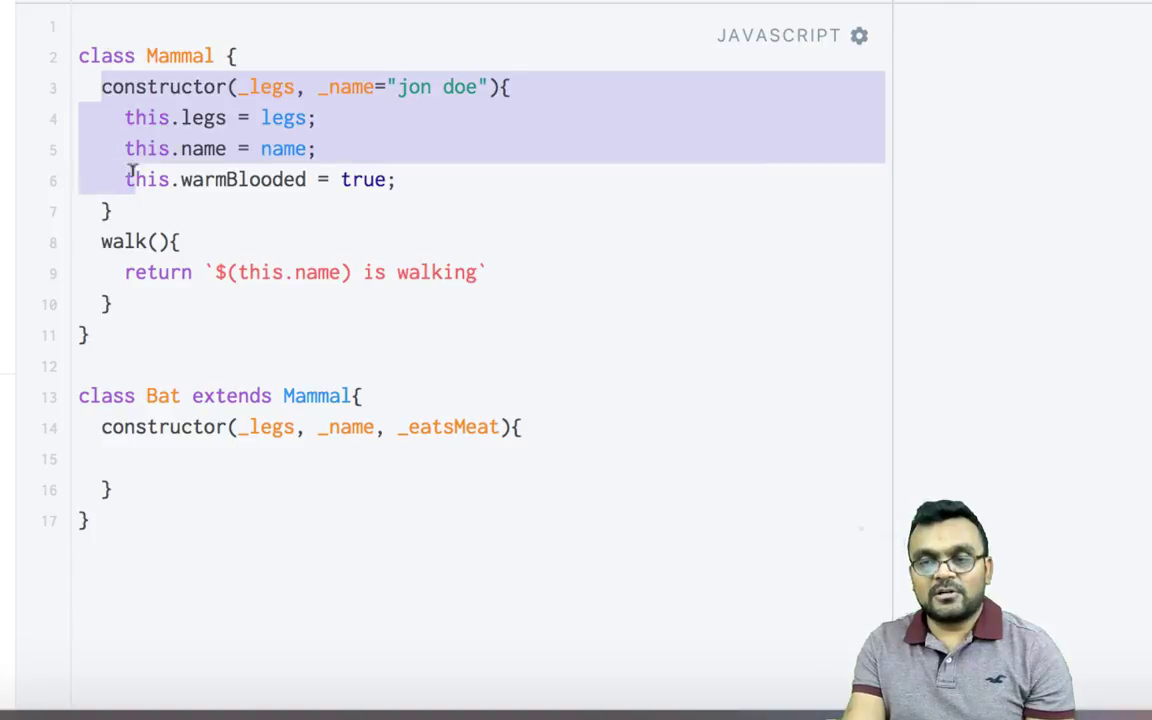 JAVASCRIPT
1
2 class Mammal {
3 constructor(_legs, _name="jon doe"){
4 this.legs = legs;
5 this.name = name;
6 this.warmBlooded = true;
7 }
8 walk(){
9 return `$(this.name) is walking`
10 }
11 }
12
13 class Bat extends Mammal{
14 constructor(_legs, _name, _eatsMeat){
15
16 }
17 }